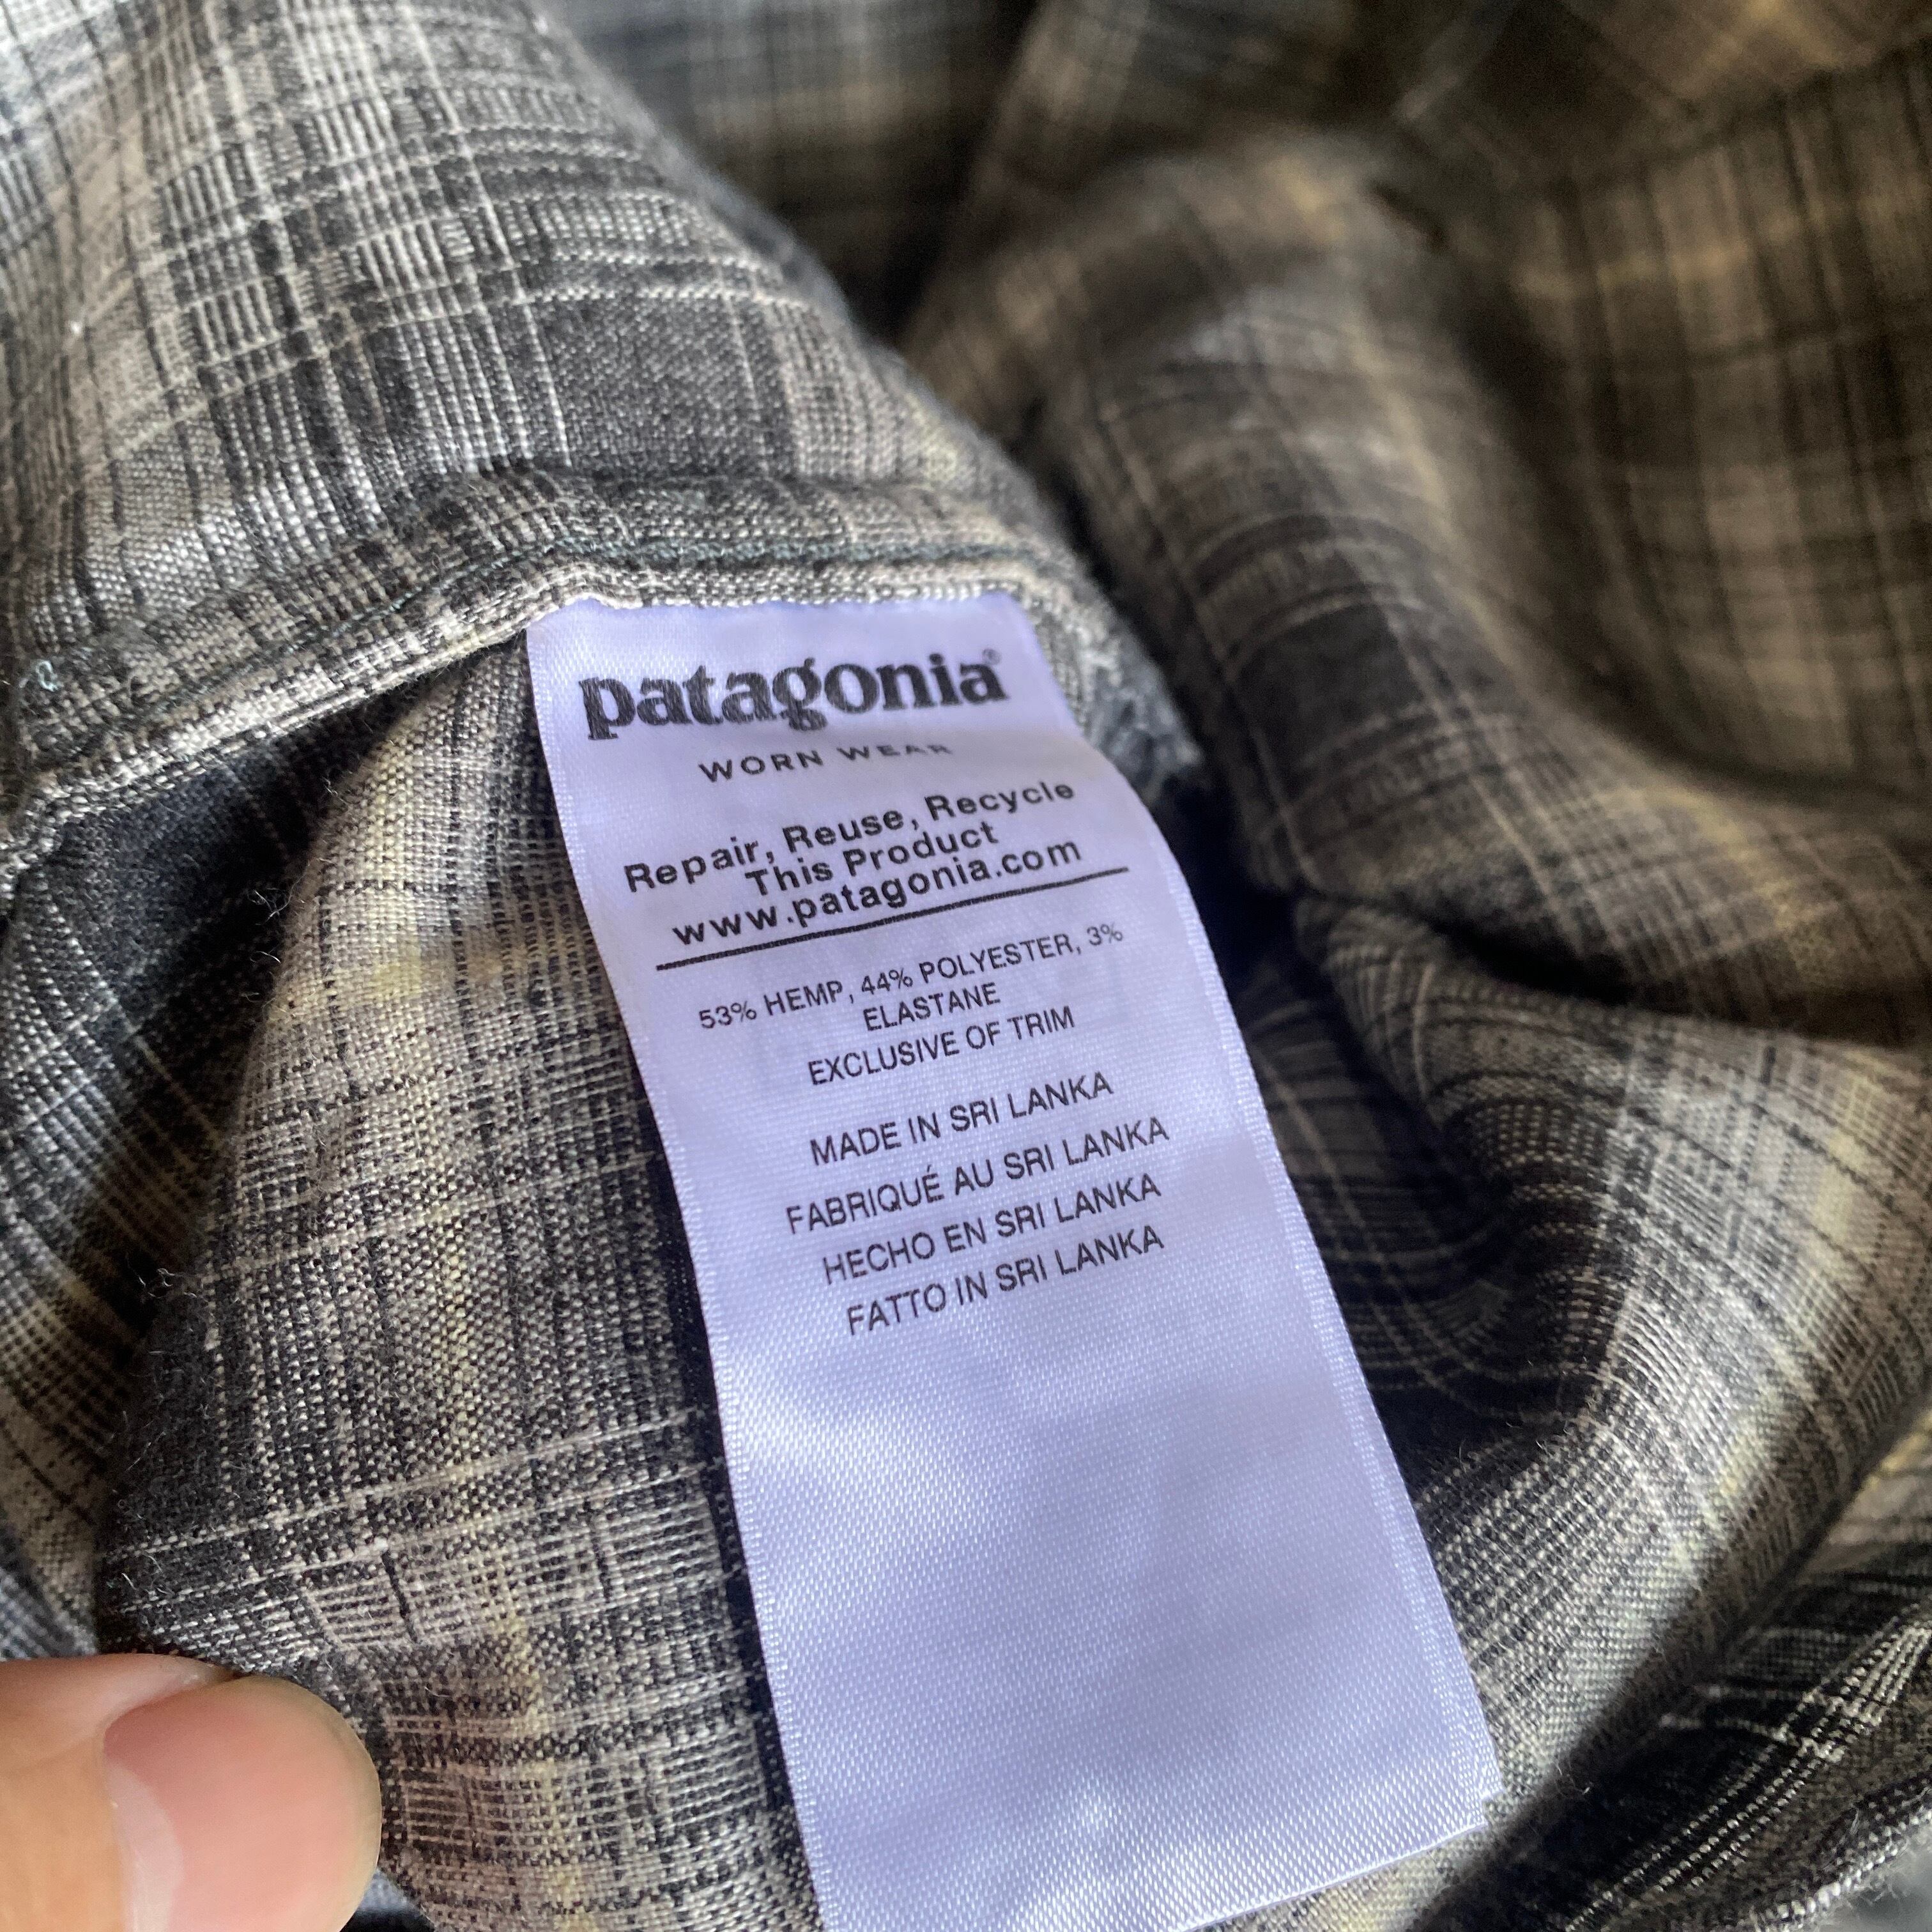 patagonia®
WORN WEAR
Repair, Reuse, Recycle
This Product
www.patagonia.com
53% HEMP, 44% POLYESTER, 3%
ELASTANE
EXCLUSIVE OF TRIM
MADE IN SRI LANKA
FABRIQUÉ AU SRI LANKA
HECHO EN SRI LANKA
FATTO IN SRI LANKA